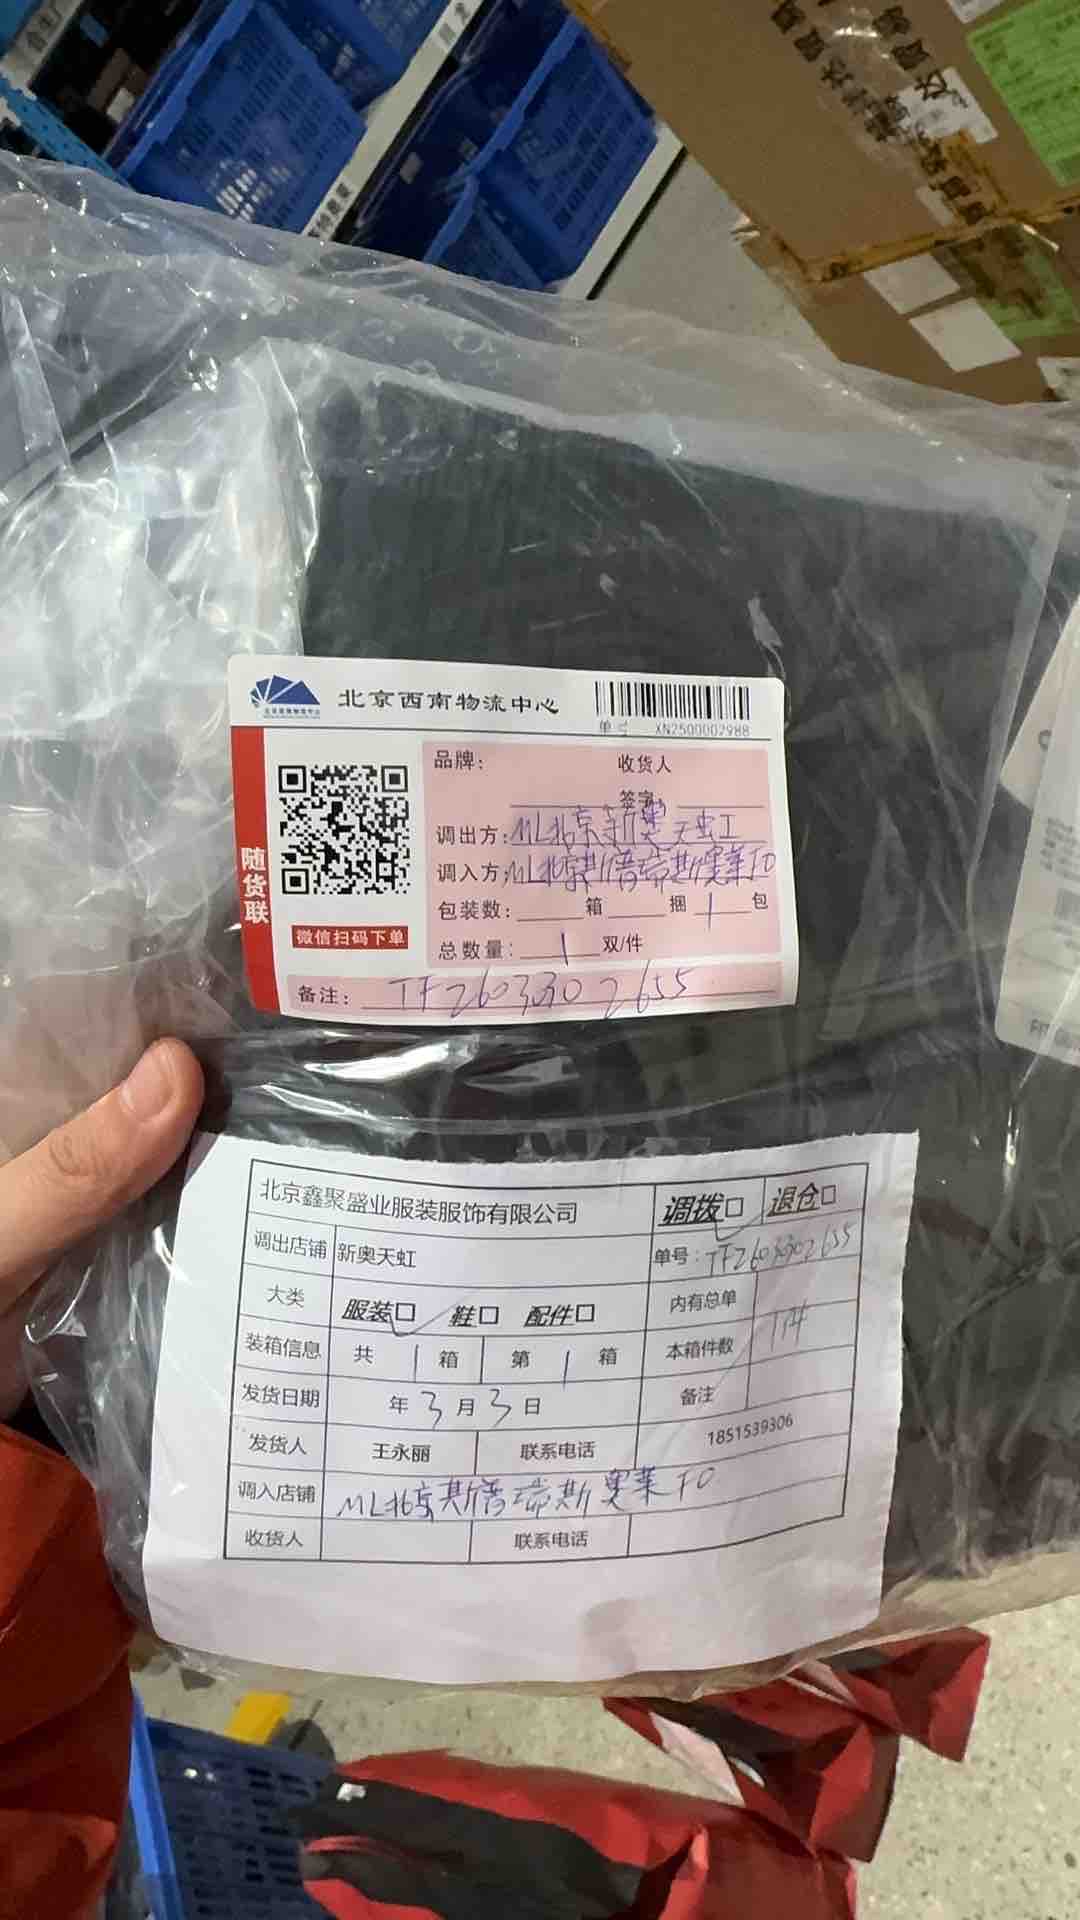 北京西南物流中心
单号 XN2500002988
随货联
微信扫码下单
品牌： 收货人
签字
调出方：ML北京新奥天虹工
调入方：ML北京斯普瑞斯奥莱FO
包装数： 箱 捆 1 包
总数量： 1 双/件
备注： TF2603302655
北京鑫聚盛业服装服饰有限公司 调拨□ 退仓□
调出店铺 新奥天虹 单号：TF2603302655
大类 服装□ 鞋□ 配件□ 内有总单
装箱信息 共 1 箱 第 1 箱 本箱件数 1件
发货日期 年 3 月 3 日 备注
发货人 王永丽 联系电话 1851539306
调入店铺 ML北京斯普瑞斯奥莱FO
收货人 联系电话